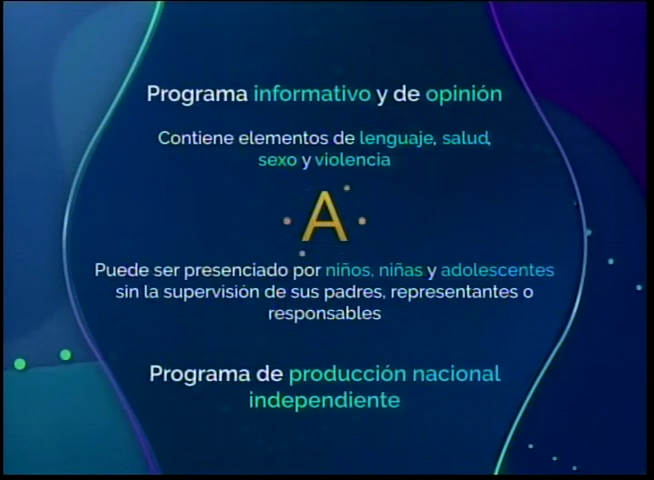 Programa informativo y de opinión
Contiene elementos de lenguaje, salud,
sexo y violencia
A
Puede ser presenciado por niños, niñas y adolescentes
sin la supervisión de sus padres, representantes o
responsables
Programa de producción nacional
independiente